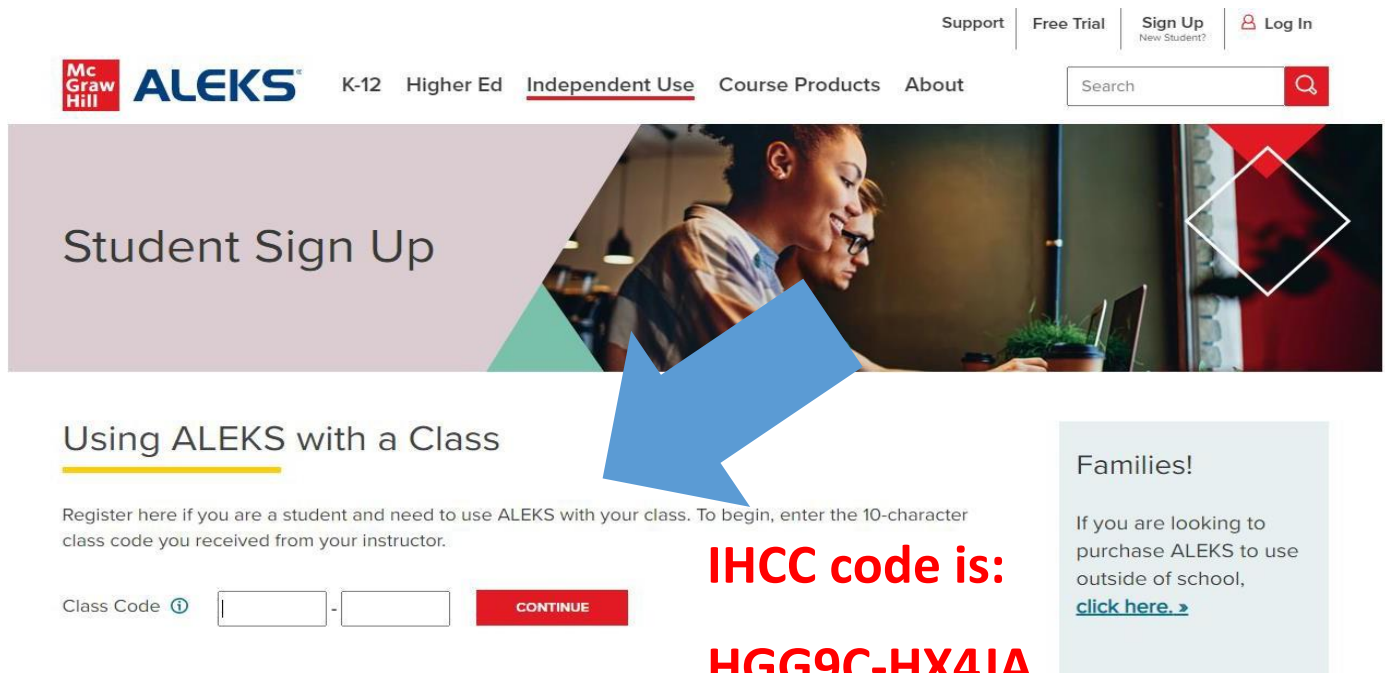 Support
Free Trial
Sign Up
New Student?
Log In
Mc
Graw
Hill
ALEKS®
K-12 Higher Ed Independent Use Course Products About
Search
Student Sign Up
Using ALEKS with a Class
Register here if you are a student and need to use ALEKS with your class. To begin, enter the 10-character
class code you received from your instructor.
Class Code
-
CONTINUE
IHCC code is:
Families!
If you are looking to
purchase ALEKS to use
outside of school,
click here. »